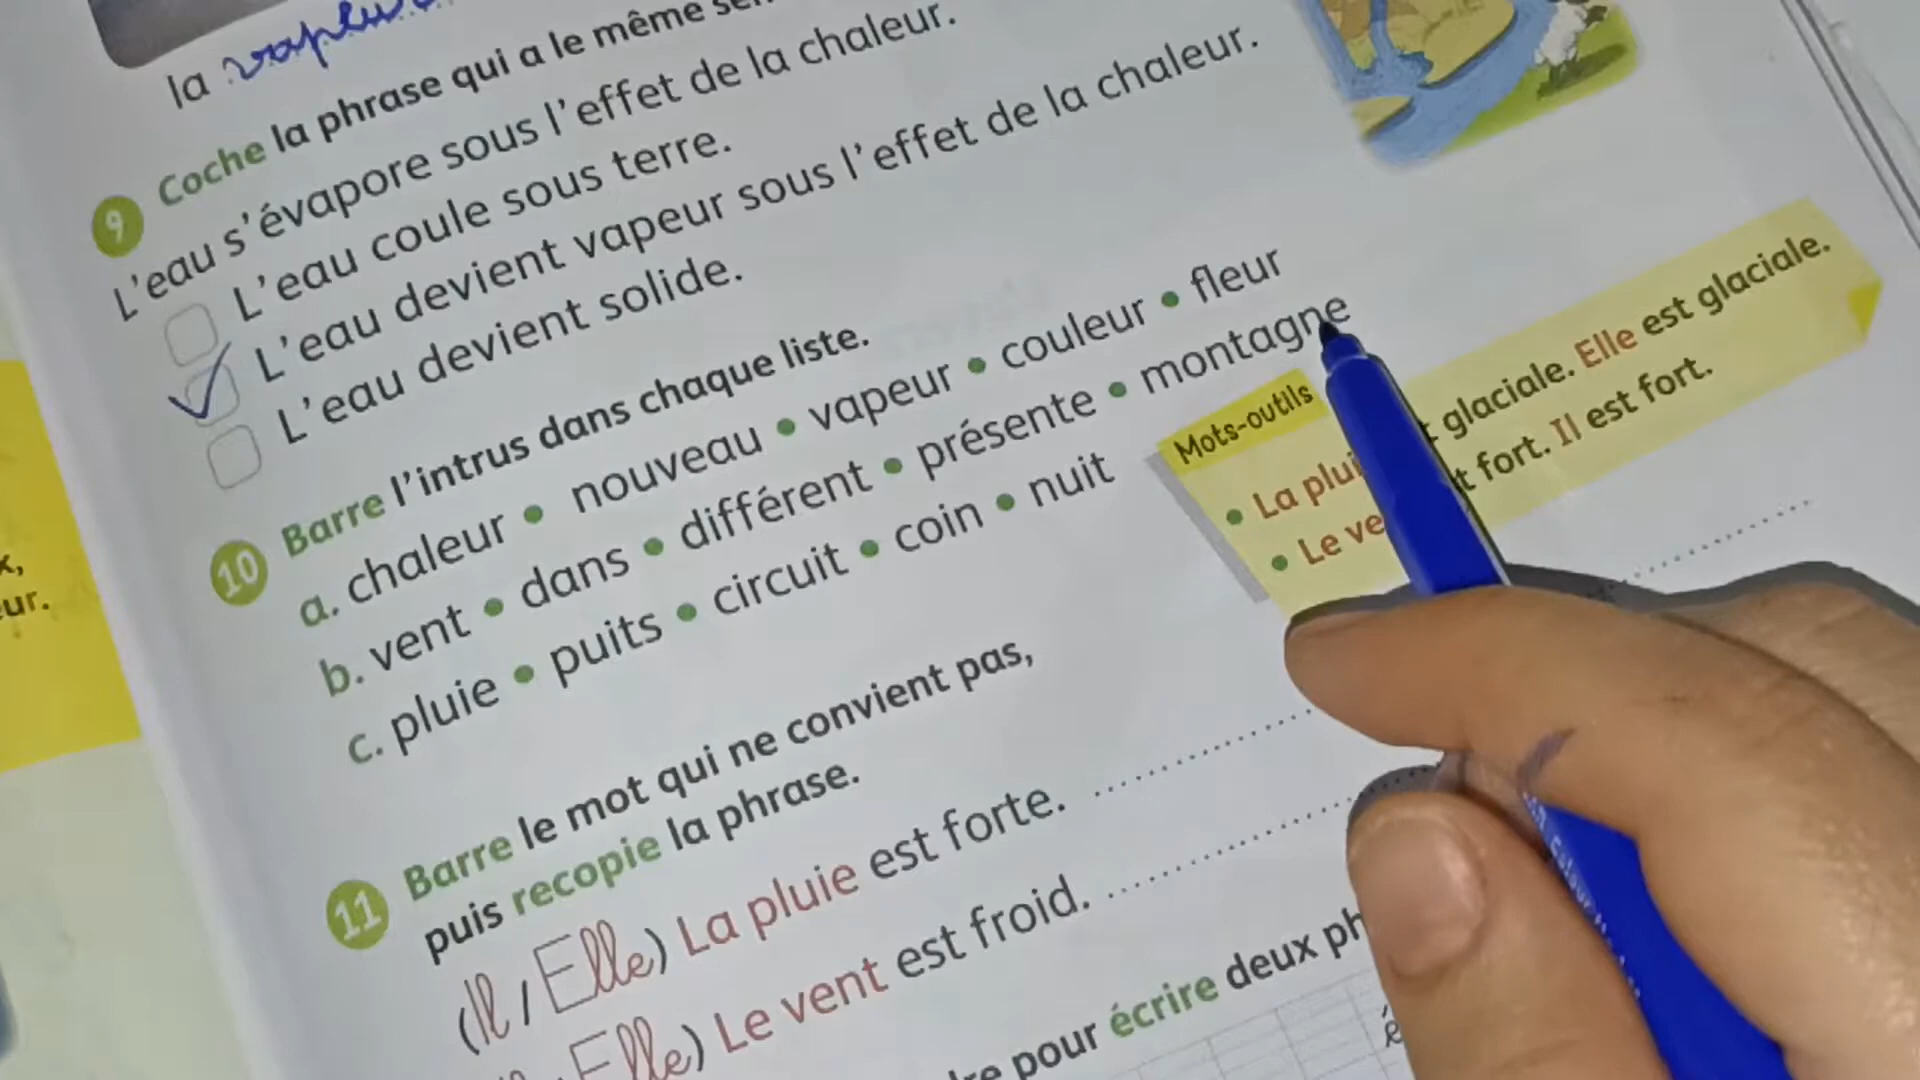 la vapeur
9 Coche la phrase qui a le même
L'eau s'évapore sous l'effet de la chaleur.
L'eau coule sous terre.
L'eau devient vapeur sous l'effet de la chaleur.
L'eau devient solide.
10 Barre l'intrus dans chaque liste.
a. chaleur • nouveau • vapeur • couleur • fleur
b. vent • dans • différent • présente • montagne
c. pluie • puits • circuit • coin • nuit
Mots-outils
• La glaciale. Elle est glaciale.
• Le fort. Il est fort.
11 Barre le mot qui ne convient pas,
puis recopie la phrase.
(Il / Elle) La pluie est forte.
Elle) Le vent est froid.
pour écrire deux